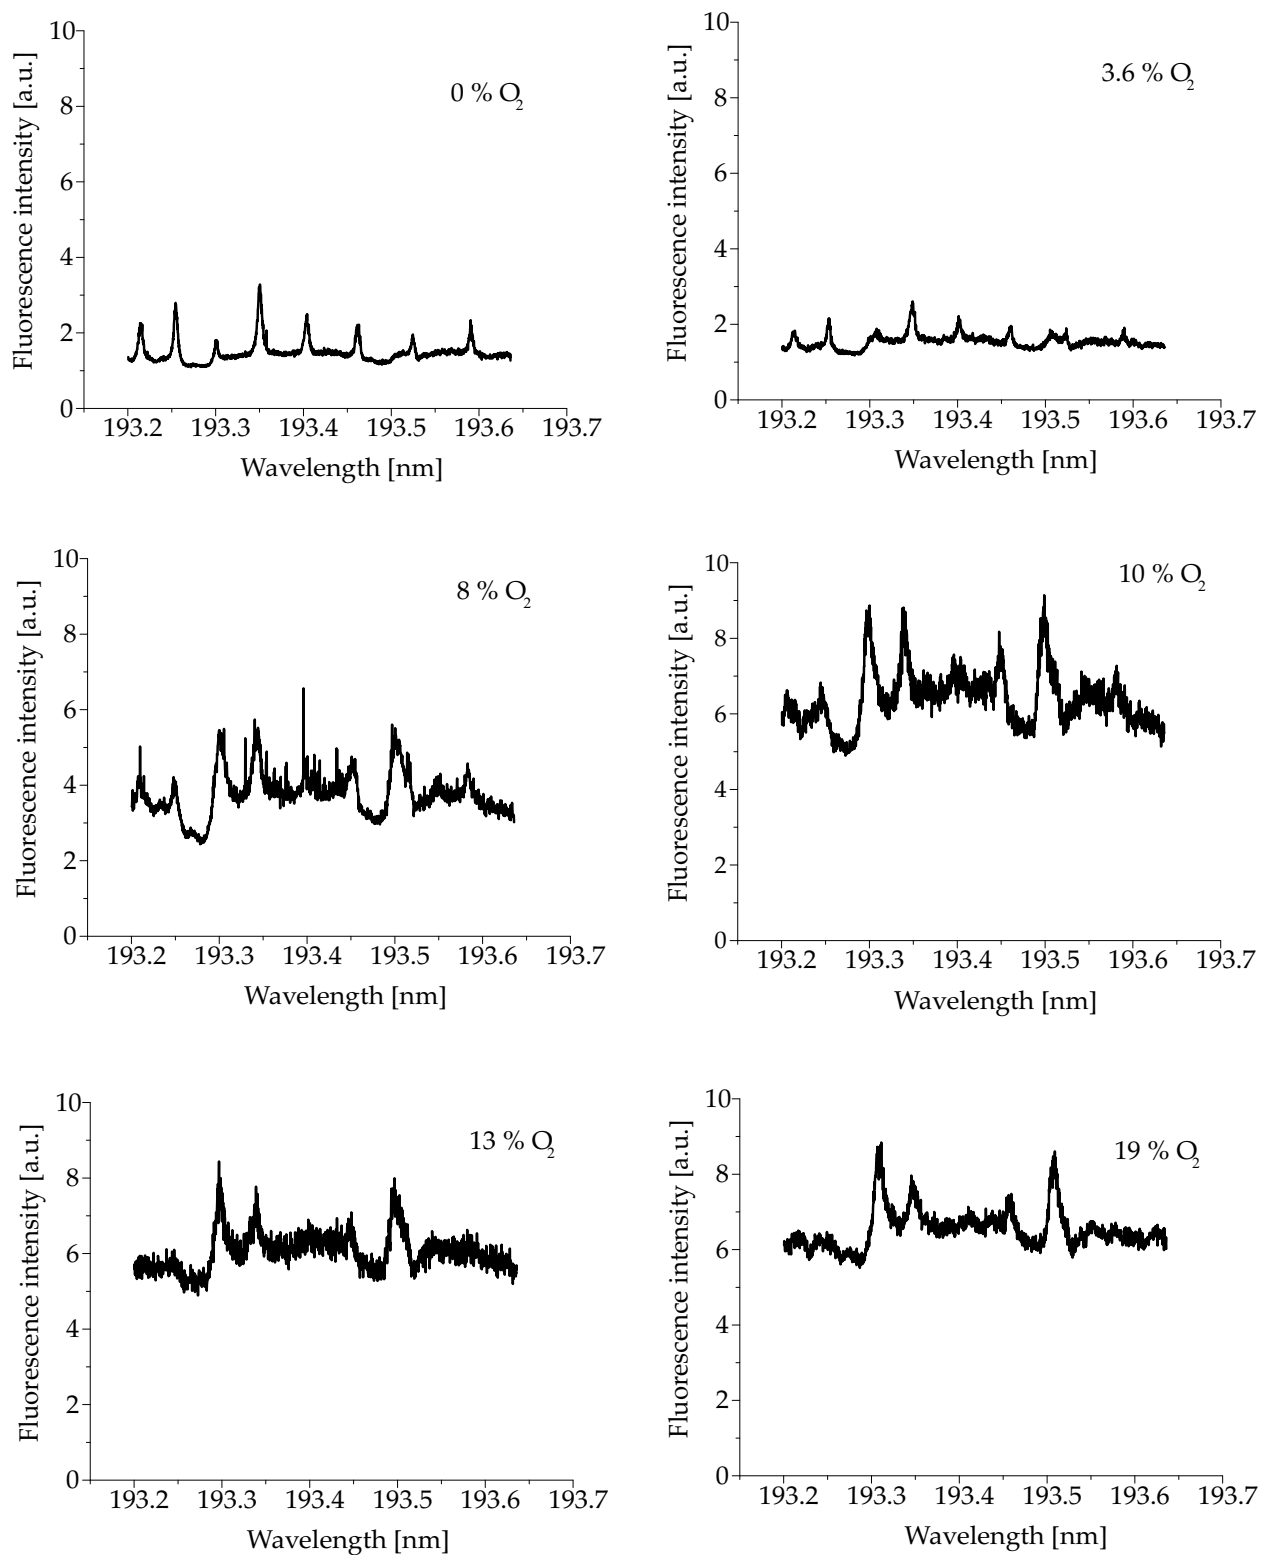 0 % O2
Fluorescence intensity [a.u.]
10
8
6
4
2
0
193.2 193.3 193.4 193.5 193.6 193.7
Wavelength [nm]
3.6 % O2
Fluorescence intensity [a.u.]
10
8
6
4
2
0
193.2 193.3 193.4 193.5 193.6 193.7
Wavelength [nm]
8 % O2
Fluorescence intensity [a.u.]
10
8
6
4
2
0
193.2 193.3 193.4 193.5 193.6 193.7
Wavelength [nm]
10 % O2
Fluorescence intensity [a.u.]
10
8
6
4
2
0
193.2 193.3 193.4 193.5 193.6 193.7
Wavelength [nm]
13 % O2
Fluorescence intensity [a.u.]
10
8
6
4
2
0
193.2 193.3 193.4 193.5 193.6 193.7
Wavelength [nm]
19 % O2
Fluorescence intensity [a.u.]
10
8
6
4
2
0
193.2 193.3 193.4 193.5 193.6 193.7
Wavelength [nm]